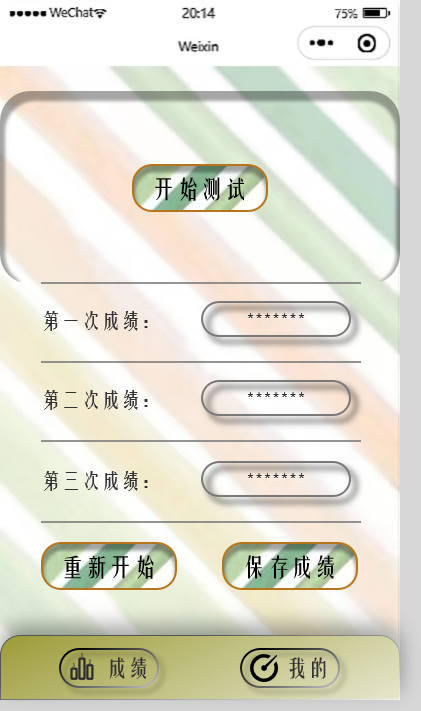 WeChat 20:14 75%
Weixin
开始测试
第一次成绩: *******
第二次成绩: *******
第三次成绩: *******
重新开始 保存成绩
成绩 我的